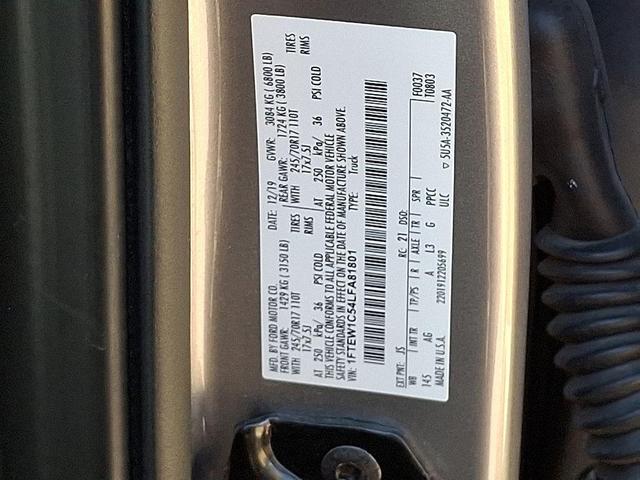 MFD. BY FORD MOTOR CO.
DATE: 12/19 GVWR: 3084 KG ( 6800 LB)
FRONT GAWR: 1429 KG ( 3150 LB) REAR GAWR: 1724 KG ( 3800 LB)
WITH 245/70R17 110T TIRES WITH 245/70R17 110T TIRES
17x7.5J RIMS 17x7.5J RIMS
AT 250 kPa/ 36 PSI COLD AT 250 kPa/ 36 PSI COLD
THIS VEHICLE CONFORMS TO ALL APPLICABLE FEDERAL MOTOR VEHICLE
SAFETY STANDARDS IN EFFECT ON THE DATE OF MANUFACTURE SHOWN ABOVE.
VIN: 1FTEW1C54LFA81801 TYPE: Truck
EXT PNT: JS RC: 21 DSO: F0037
WB INT TR TP/PS R AXLE TR SPR T0803
145 AG A L3 G PPCC
MADE IN U.S.A. 2201912205699 ULC ▽ 5U5A-3520472-AA